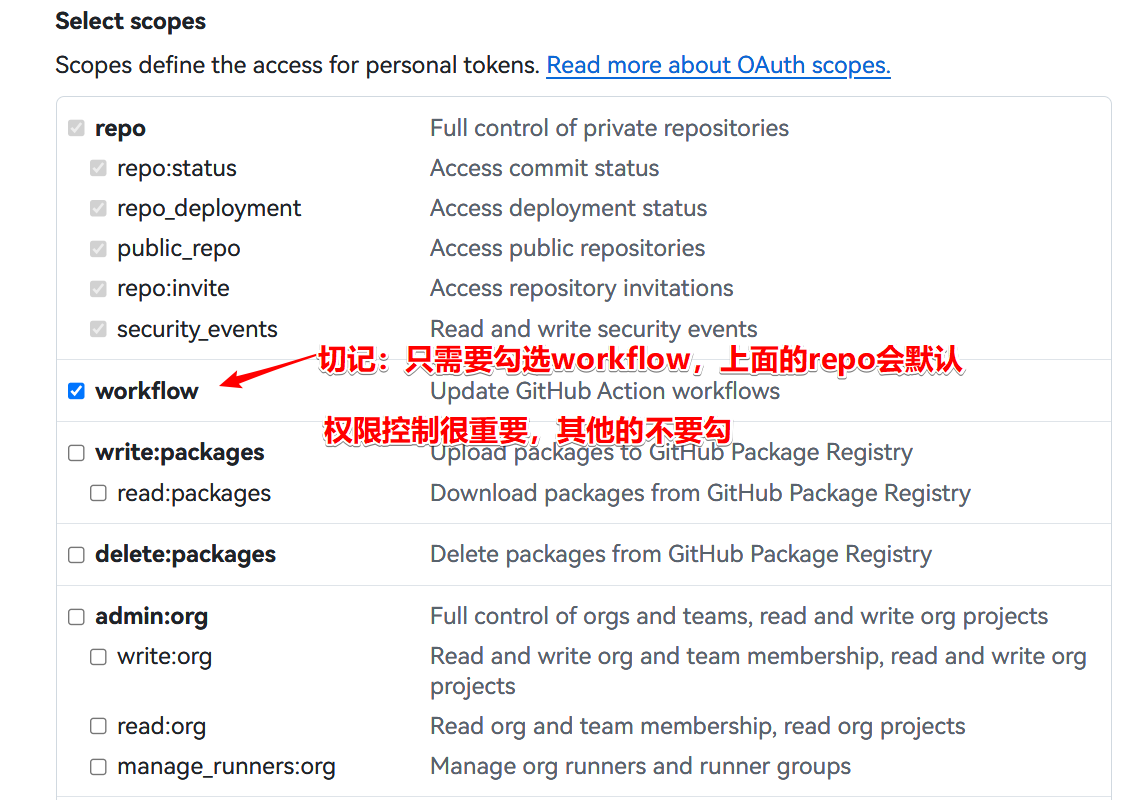 Select scopes
Scopes define the access for personal tokens. Read more about OAuth scopes.
repo Full control of private repositories
repo:status Access commit status
repo_deployment Access deployment status
public_repo Access public repositories
repo:invite Access repository invitations
security_events Read and write security events
切记：只需要勾选workflow，上面的repo会默认
workflow Update GitHub Action workflows
权限控制很重要，其他的不要勾
write:packages Upload packages to GitHub Package Registry
read:packages Download packages from GitHub Package Registry
delete:packages Delete packages from GitHub Package Registry
admin:org Full control of orgs and teams, read and write org projects
write:org Read and write org and team membership, read and write org
projects
read:org Read org and team membership, read org projects
manage_runners:org Manage org runners and runner groups